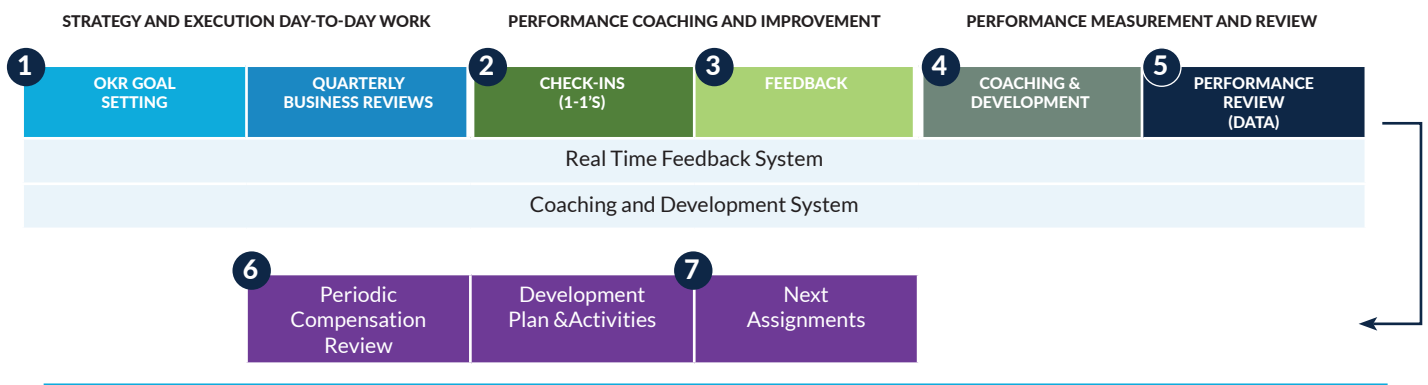 STRATEGY AND EXECUTION DAY-TO-DAY WORK
PERFORMANCE COACHING AND IMPROVEMENT
PERFORMANCE MEASUREMENT AND REVIEW
1
OKR GOAL
SETTING
QUARTERLY
BUSINESS REVIEWS
2
CHECK-INS
(1-1'S)
3
FEEDBACK
4
COACHING &
DEVELOPMENT
5
PERFORMANCE
REVIEW
(DATA)
Real Time Feedback System
Coaching and Development System
6
Periodic
Compensation
Review
Development
Plan &Activities
7
Next
Assignments